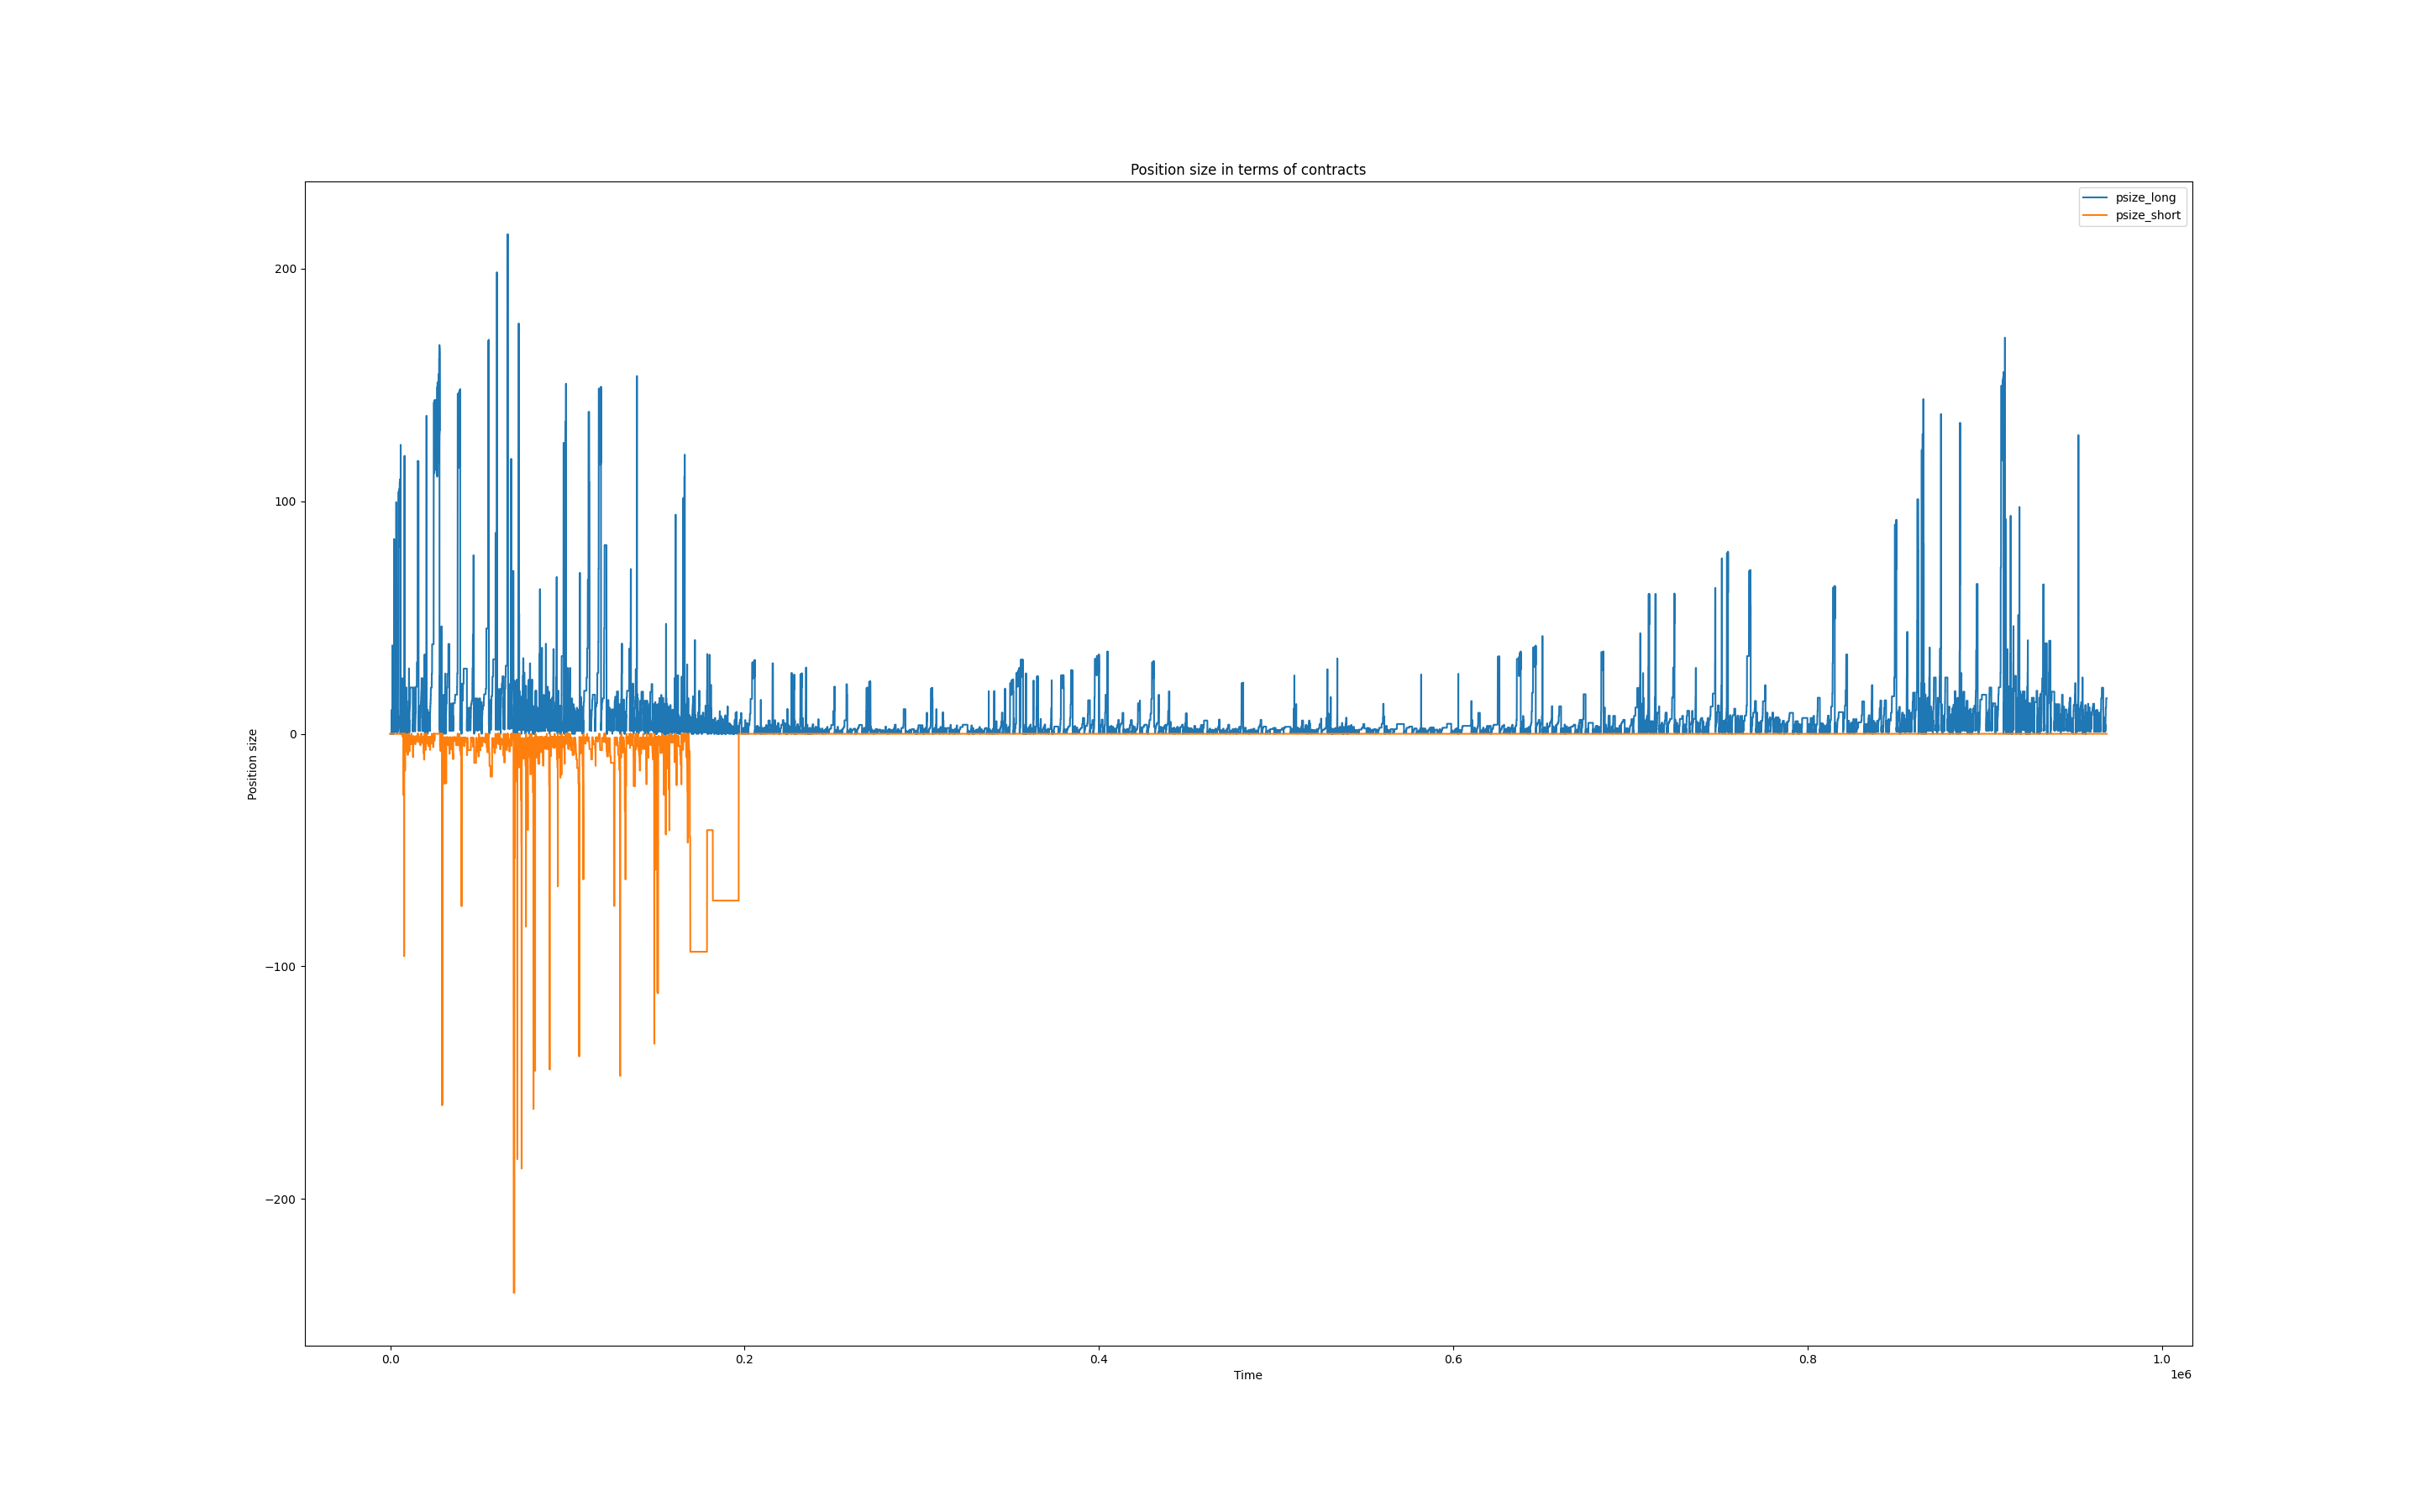 Position size in terms of contracts
psize_long
psize_short
200
100
0
−100
−200
Position size
0.0
0.2
0.4
0.6
0.8
1.0
Time
1e6